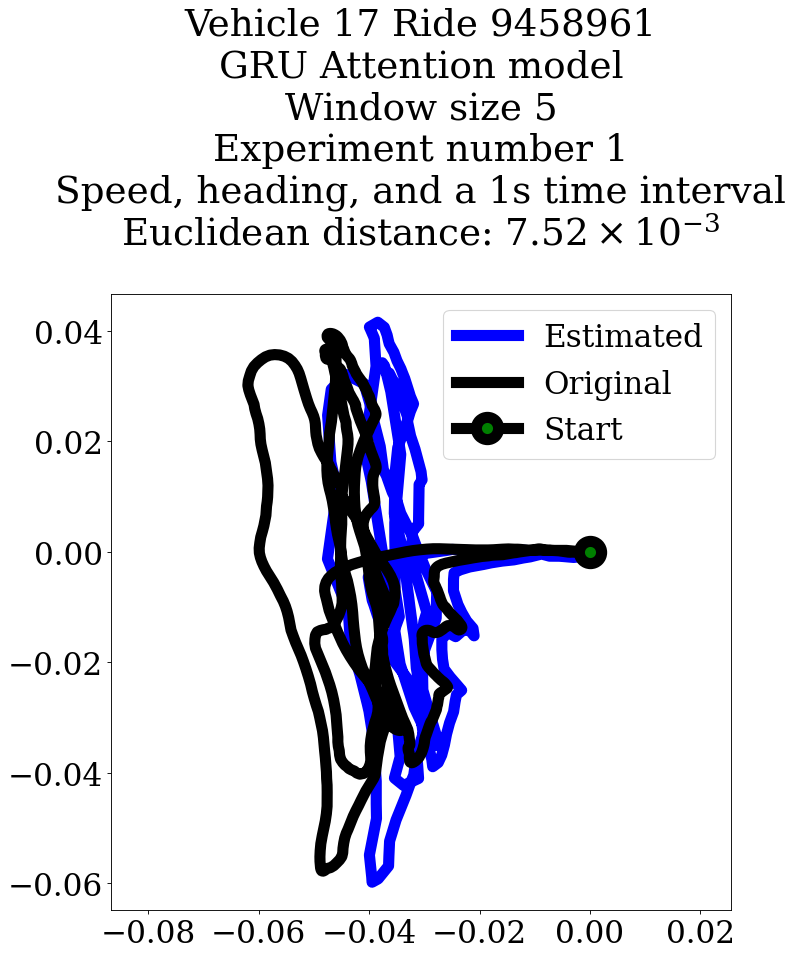 Vehicle 17 Ride 9458961
GRU Attention model
Window size 5
Experiment number 1
Speed, heading, and a 1s time interval
Euclidean distance: 7.52 × 10⁻³
Estimated
Original
Start
0.04
0.02
0.00
−0.02
−0.04
−0.06
−0.08 −0.06 −0.04 −0.02 0.00 0.02